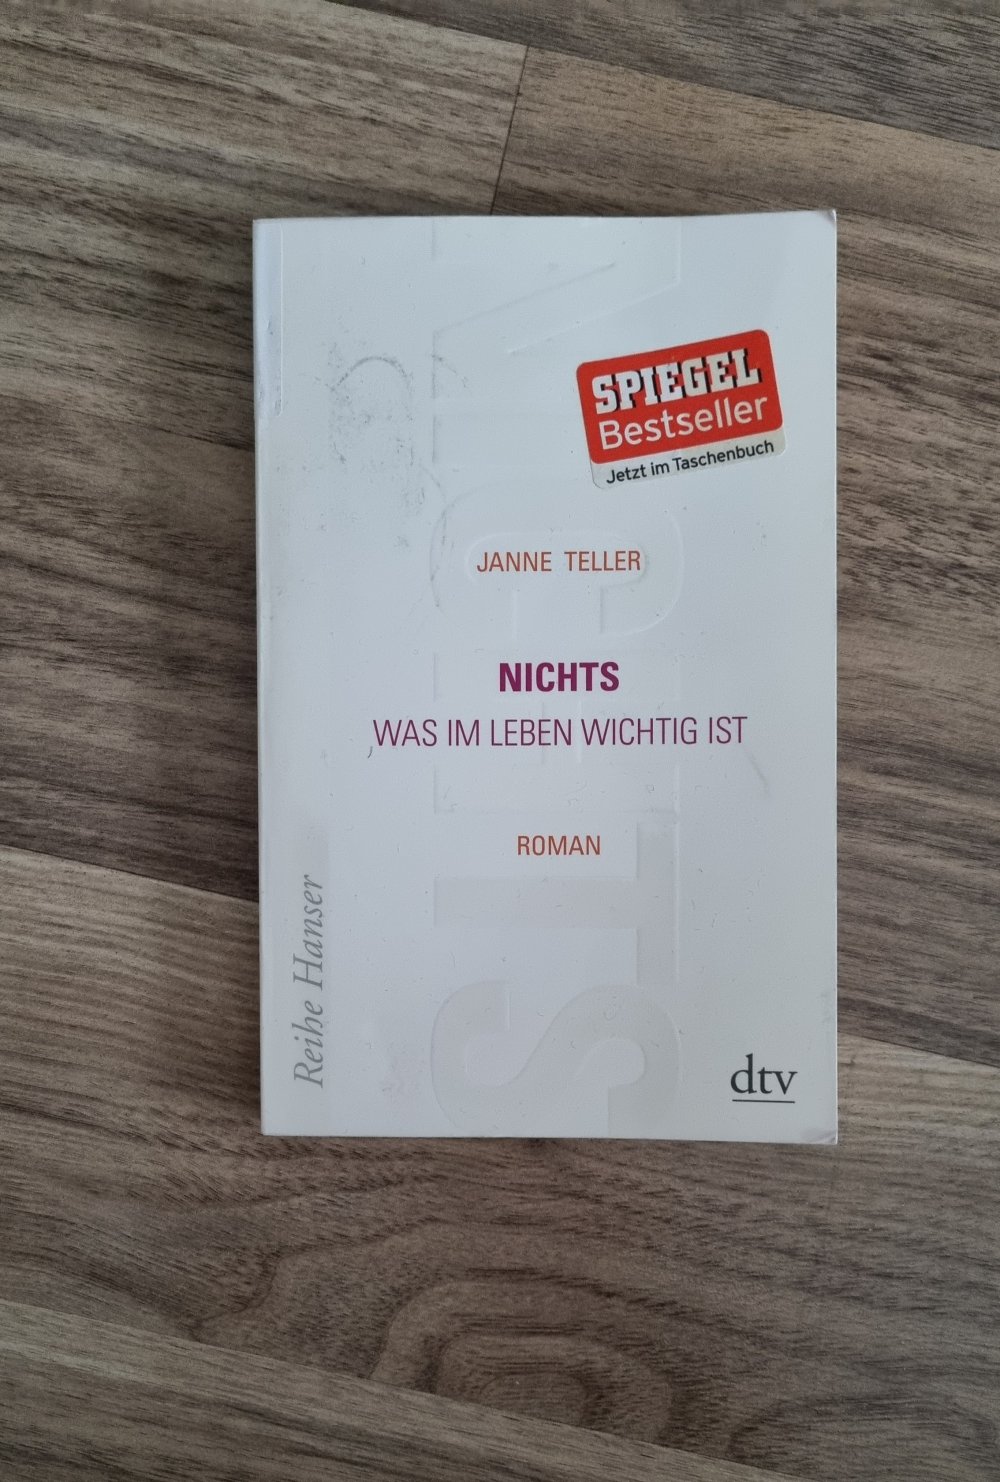 SPIEGEL
Bestseller
Jetzt im Taschenbuch
JANNE TELLER
NICHTS
WAS IM LEBEN WICHTIG IST
ROMAN
Reihe Hanser
dtv